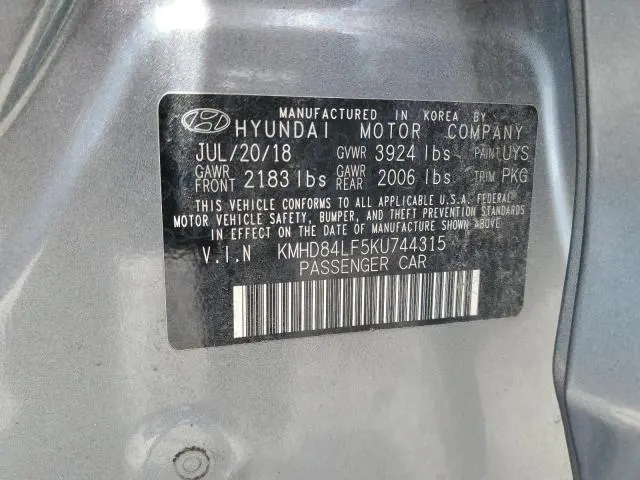 MANUFACTURED IN KOREA BY
HYUNDAI MOTOR COMPANY
JUL/20/18 GVWR 3924 lbs PAINT UYS
GAWR FRONT 2183 lbs GAWR REAR 2006 lbs TRIM PKG
THIS VEHICLE CONFORMS TO ALL APPLICABLE U.S.A. FEDERAL
MOTOR VEHICLE SAFETY, BUMPER, AND THEFT PREVENTION STANDARDS
IN EFFECT ON THE DATE OF MANUFACTURE SHOWN ABOVE.
V.I.N KMHD84LF5KU744315
PASSENGER CAR